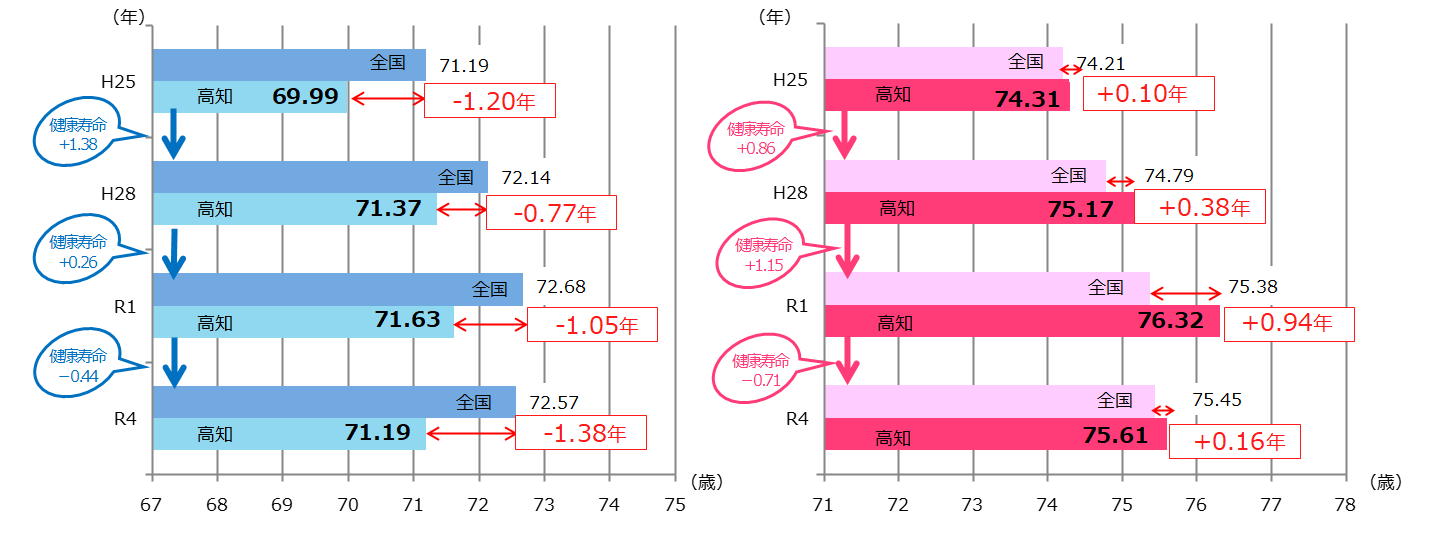 （年）
全国
71.19
H25
高知
69.99
-1.20年
健康寿命
+1.38
全国
72.14
H28
高知
71.37
-0.77年
健康寿命
+0.26
全国
72.68
R1
高知
71.63
-1.05年
健康寿命
－0.44
全国
72.57
R4
高知
71.19
-1.38年
67 68 69 70 71 72 73 74 75
（歳）
（年）
全国
74.21
H25
高知
74.31
+0.10年
健康寿命
+0.86
全国
74.79
H28
高知
75.17
+0.38年
健康寿命
+1.15
全国
75.38
R1
高知
76.32
+0.94年
健康寿命
－0.71
全国
75.45
R4
高知
75.61
+0.16年
71 72 73 74 75 76 77 78
（歳）